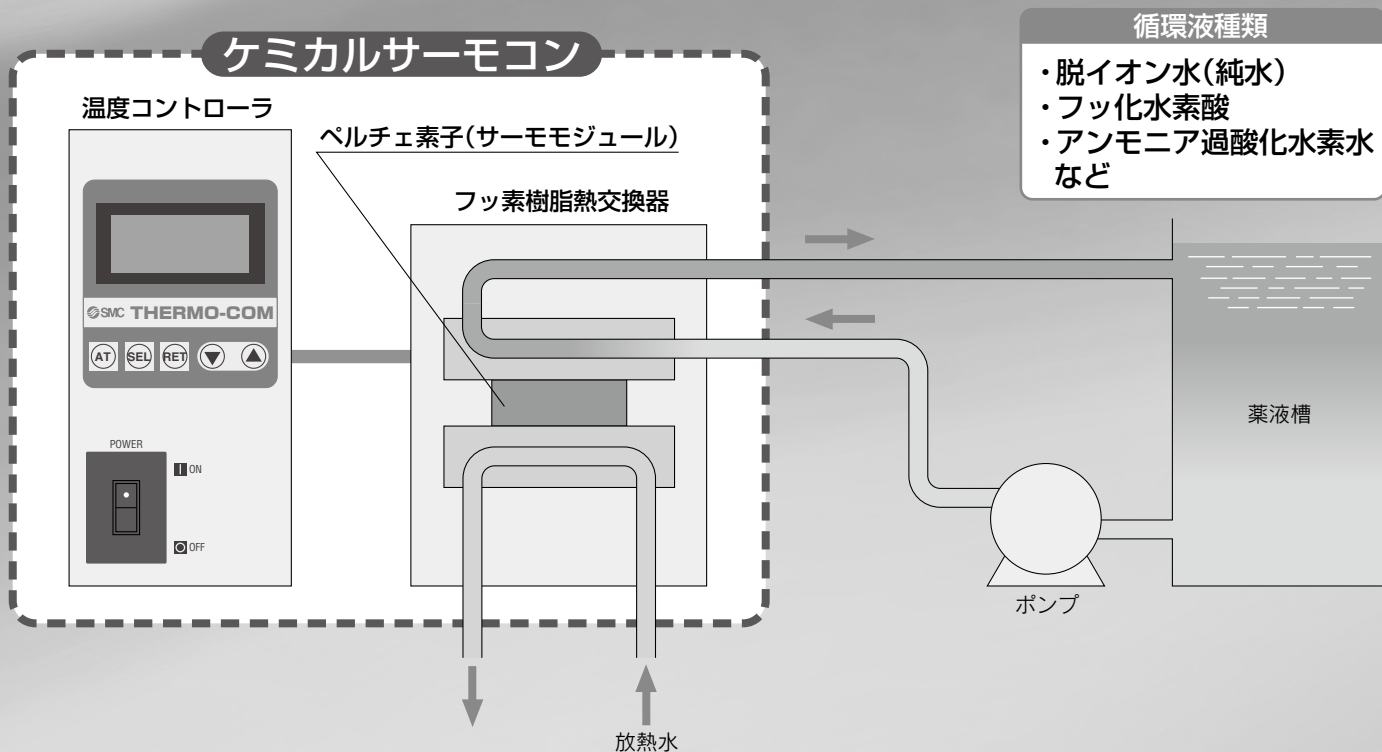 循環液種類
・脱イオン水(純水)
・フッ化水素酸
・アンモニア過酸化水素水
など
ケミカルサーモコン
温度コントローラ
ペルチェ素子(サーモモジュール)
フッ素樹脂熱交換器
SMC THERMO-COM
AT SEL RET ▼ ▲
POWER
ON
OFF
薬液槽
ポンプ
放熱水